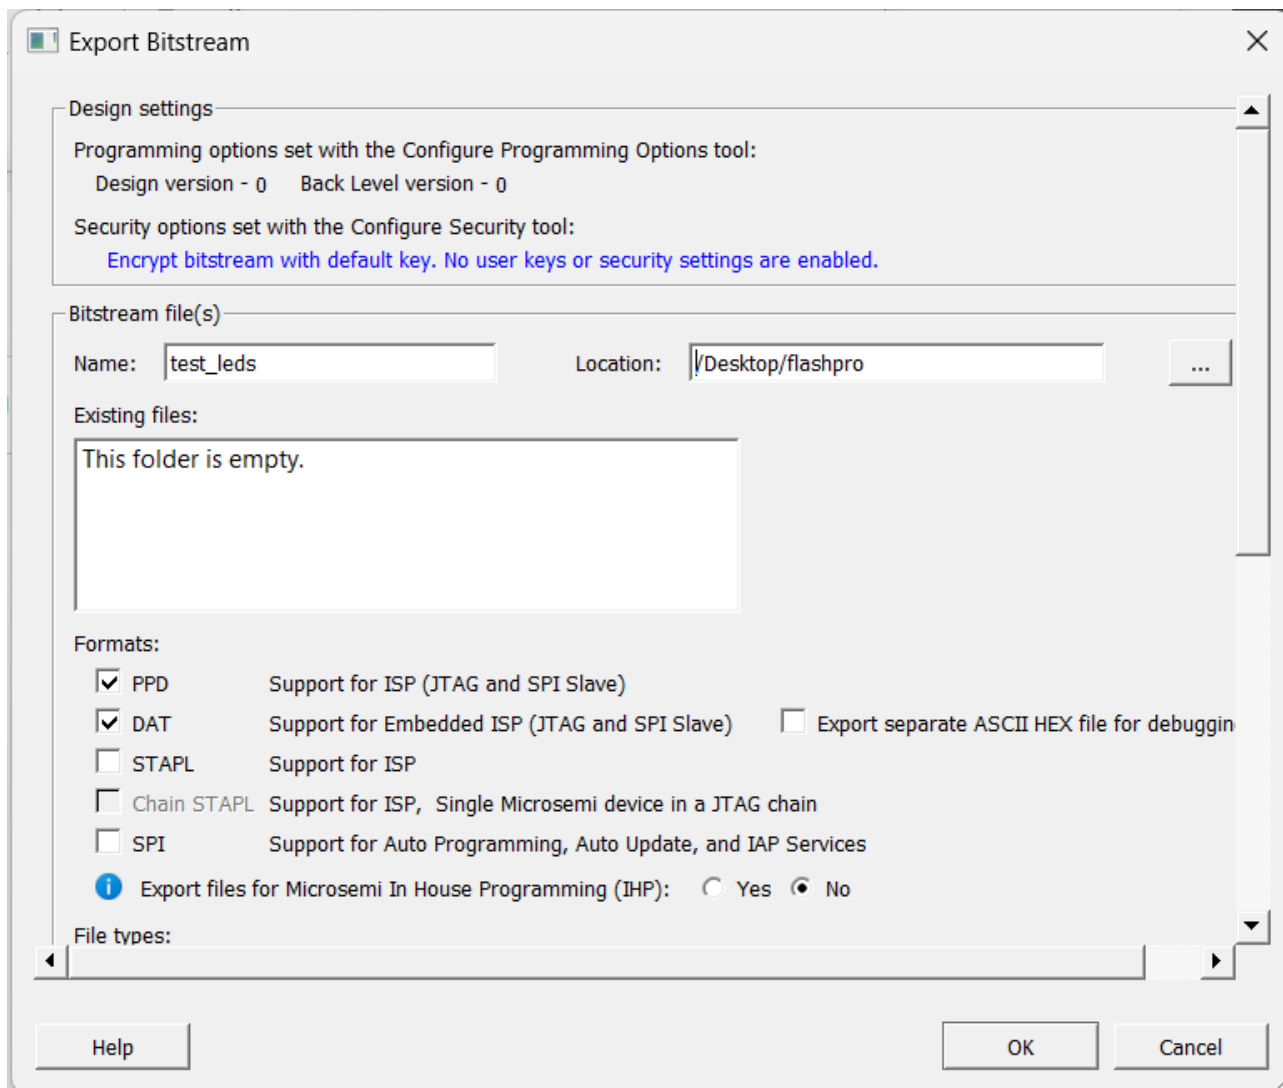 Export Bitstream
Design settings
Programming options set with the Configure Programming Options tool:
Design version - 0 Back Level version - 0
Security options set with the Configure Security tool:
Encrypt bitstream with default key. No user keys or security settings are enabled.
Bitstream file(s)
Name: test_leds Location: /Desktop/flashpro ...
Existing files:
This folder is empty.
Formats:
PPD Support for ISP (JTAG and SPI Slave)
DAT Support for Embedded ISP (JTAG and SPI Slave) Export separate ASCII HEX file for debuggin
STAPL Support for ISP
Chain STAPL Support for ISP, Single Microsemi device in a JTAG chain
SPI Support for Auto Programming, Auto Update, and IAP Services
Export files for Microsemi In House Programming (IHP): Yes No
File types:
Help OK Cancel